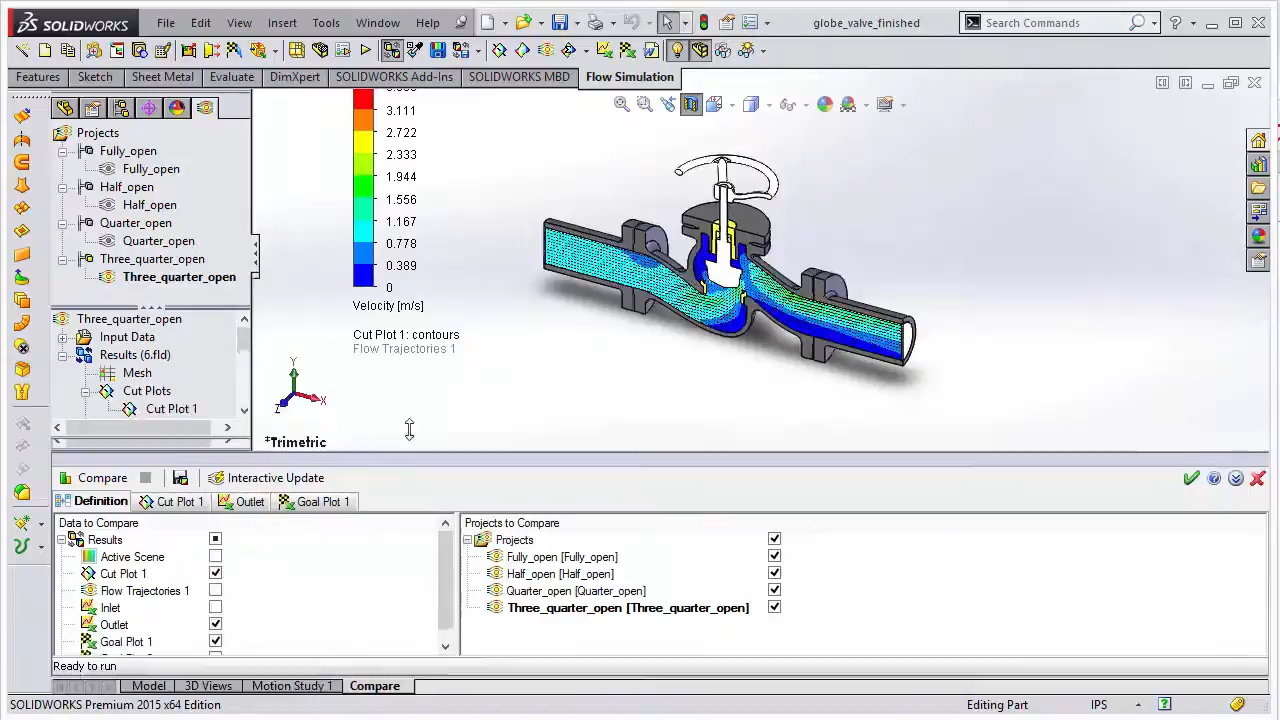 SOLIDWORKS File Edit View Insert Tools Window Help globe_valve_finished Search Commands
Features Sketch Sheet Metal Evaluate DimXpert SOLIDWORKS Add-Ins SOLIDWORKS MBD Flow Simulation
Projects
Fully_open
Fully_open
Half_open
Half_open
Quarter_open
Quarter_open
Three_quarter_open
Three_quarter_open
Three_quarter_open
Input Data
Results (6.fld)
Mesh
Cut Plots
Cut Plot 1
3.111
2.722
2.333
1.944
1.556
1.167
0.778
0.389
0
Velocity [m/s]
Cut Plot 1: contours
Flow Trajectories 1
Y
Z
X
*Trimetric
Compare Interactive Update
Definition Cut Plot 1 Outlet Goal Plot 1
Data to Compare
Results
Active Scene
Cut Plot 1
Flow Trajectories 1
Inlet
Outlet
Goal Plot 1
Projects to Compare
Projects
Fully_open [Fully_open]
Half_open [Half_open]
Quarter_open [Quarter_open]
Three_quarter_open [Three_quarter_open]
Ready to run
Model 3D Views Motion Study 1 Compare
SOLIDWORKS Premium 2015 x64 Edition Editing Part IPS